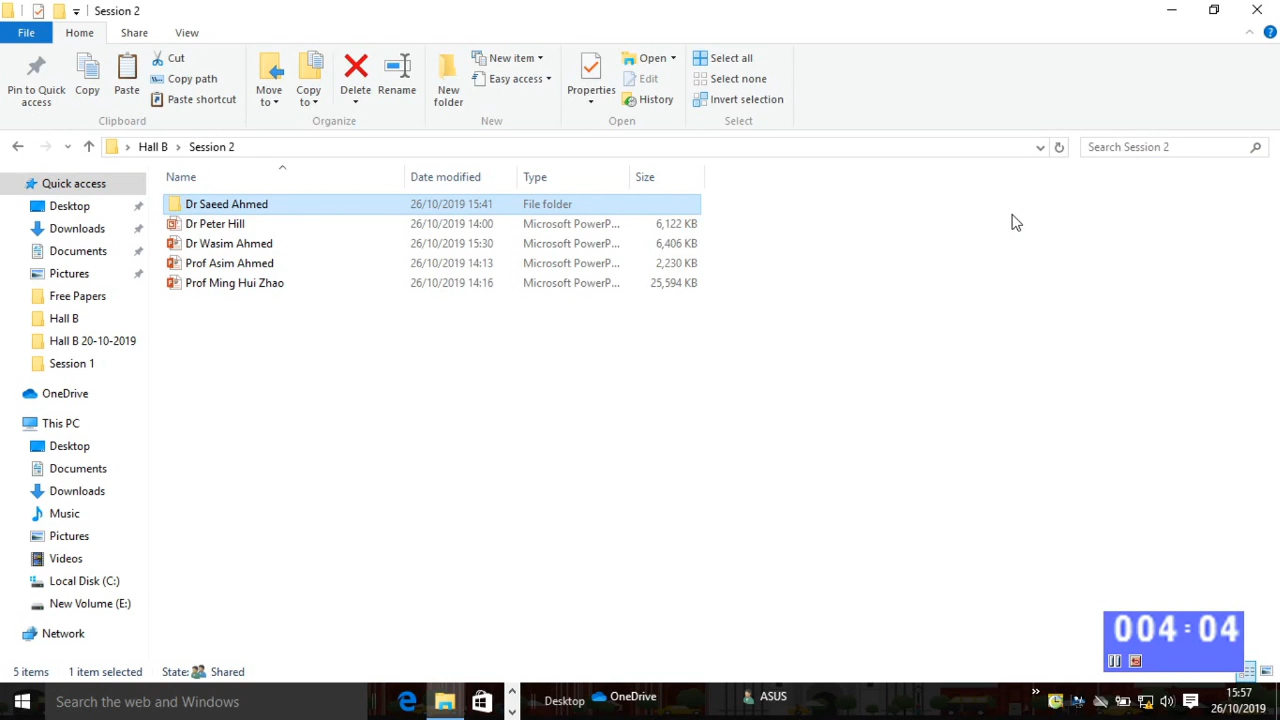 Session 2
File
Home
Share
View
Pin to Quick access
Copy
Paste
Cut
Copy path
Paste shortcut
Clipboard
Move to
Copy to
Delete
Rename
Organize
New folder
New item
Easy access
New
Properties
Open
Edit
History
Open
Select all
Select none
Invert selection
Select
Hall B > Session 2
Search Session 2
Name Date modified Type Size
Dr Saeed Ahmed 26/10/2019 15:41 File folder
Dr Peter Hill 26/10/2019 14:00 Microsoft PowerP... 6,122 KB
Dr Wasim Ahmed 26/10/2019 15:30 Microsoft PowerP... 6,406 KB
Prof Asim Ahmed 26/10/2019 14:13 Microsoft PowerP... 2,230 KB
Prof Ming Hui Zhao 26/10/2019 14:16 Microsoft PowerP... 25,594 KB
Quick access
Desktop
Downloads
Documents
Pictures
Free Papers
Hall B
Hall B 20-10-2019
Session 1
OneDrive
This PC
Desktop
Documents
Downloads
Music
Pictures
Videos
Local Disk (C:)
New Volume (E:)
Network
004:04
5 items 1 item selected State: Shared
Search the web and Windows
Desktop
OneDrive
ASUS
15:57
26/10/2019